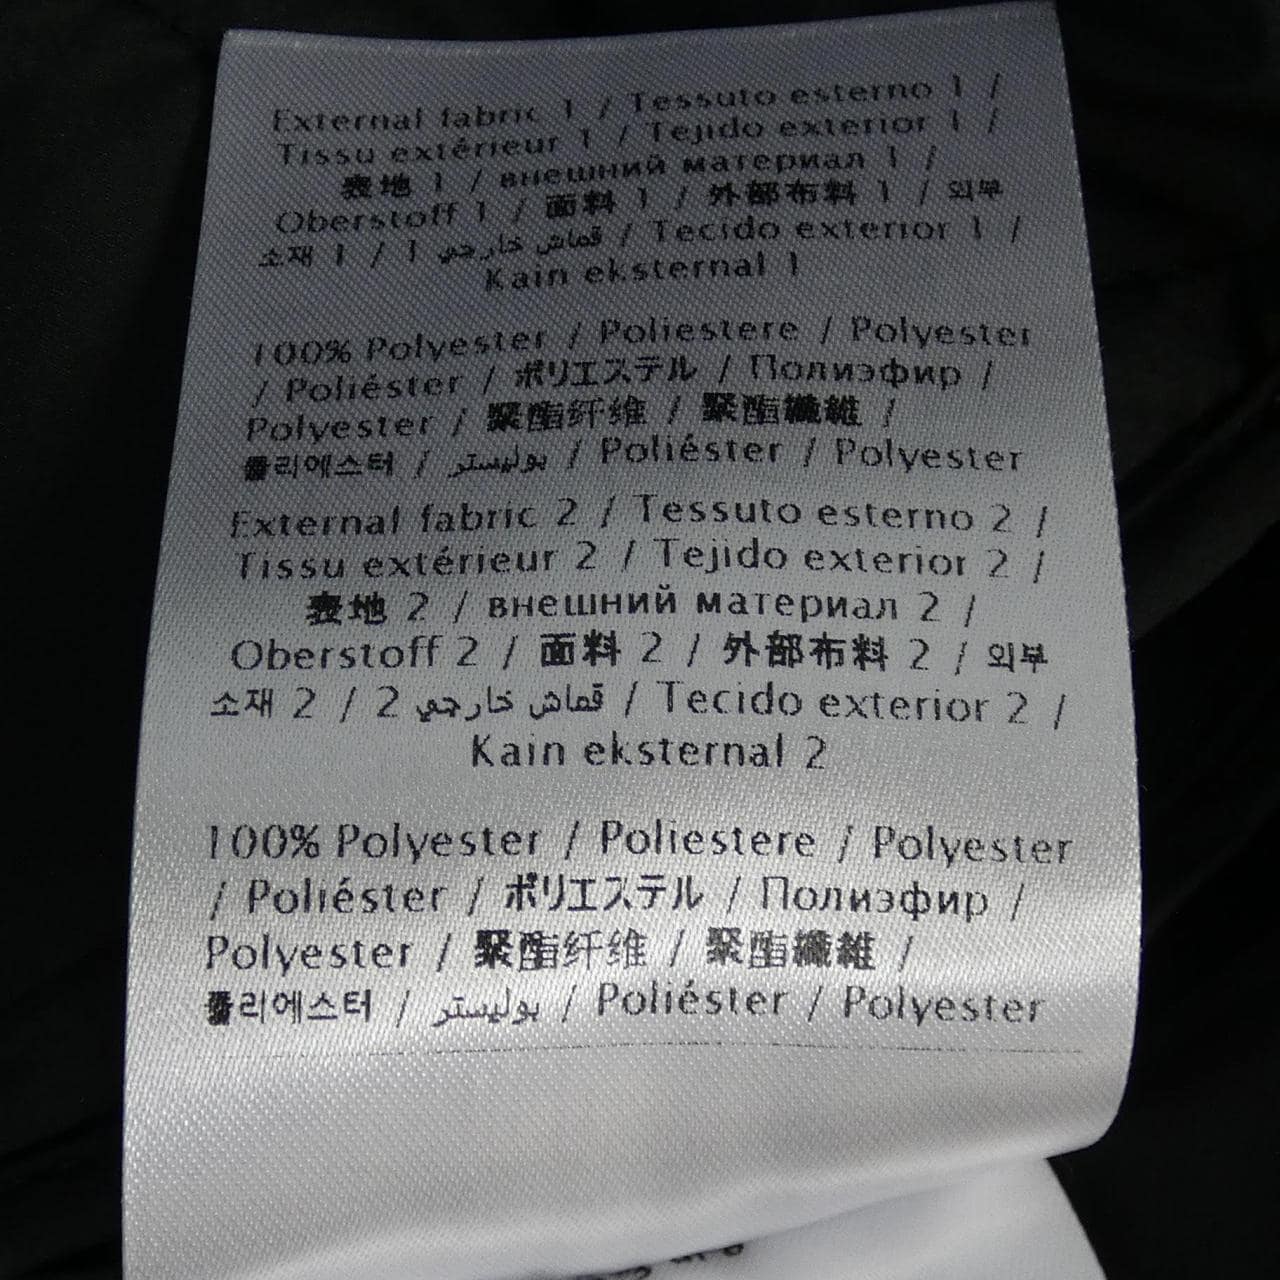 External fabric 1 / Tessuto esterno 1 /
Tissu extérieur 1 / Tejido exterior 1 /
表地 1 / внешний материал 1 /
Oberstoff 1 / 面料 1 / 外部布料 1 / 외부
소재 1 / 1 قماش خارجي / Tecido exterior 1 /
Kain eksternal 1
100% Polyester / Poliestere / Polyester
/ Poliéster / ポリエステル / Полиэфир /
Polyester / 聚酯纤维 / 聚酯纖維 /
폴리에스터 / بوليستر / Poliéster / Polyester
External fabric 2 / Tessuto esterno 2 /
Tissu extérieur 2 / Tejido exterior 2 /
表地 2 / внешний материал 2 /
Oberstoff 2 / 面料 2 / 外部布料 2 / 외부
소재 2 / 2 قماش خارجي / Tecido exterior 2 /
Kain eksternal 2
100% Polyester / Poliestere / Polyester
/ Poliéster / ポリエステル / Полиэфир /
Polyester / 聚酯纤维 / 聚酯纖維 /
폴리에스터 / بوليستر / Poliéster / Polyester